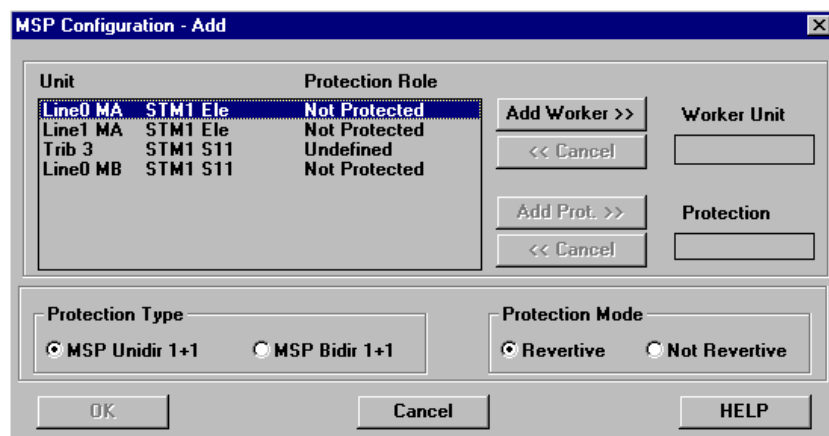 MSP Configuration - Add
Unit Protection Role
Line0 MA STM1 Ele Not Protected
Line1 MA STM1 Ele Not Protected
Trib 3 STM1 S11 Undefined
Line0 MB STM1 S11 Not Protected
Add Worker >>
<< Cancel
Worker Unit
Add Prot. >>
<< Cancel
Protection
Protection Type
MSP Unidir 1+1 MSP Bidir 1+1
Protection Mode
Revertive Not Revertive
OK Cancel HELP